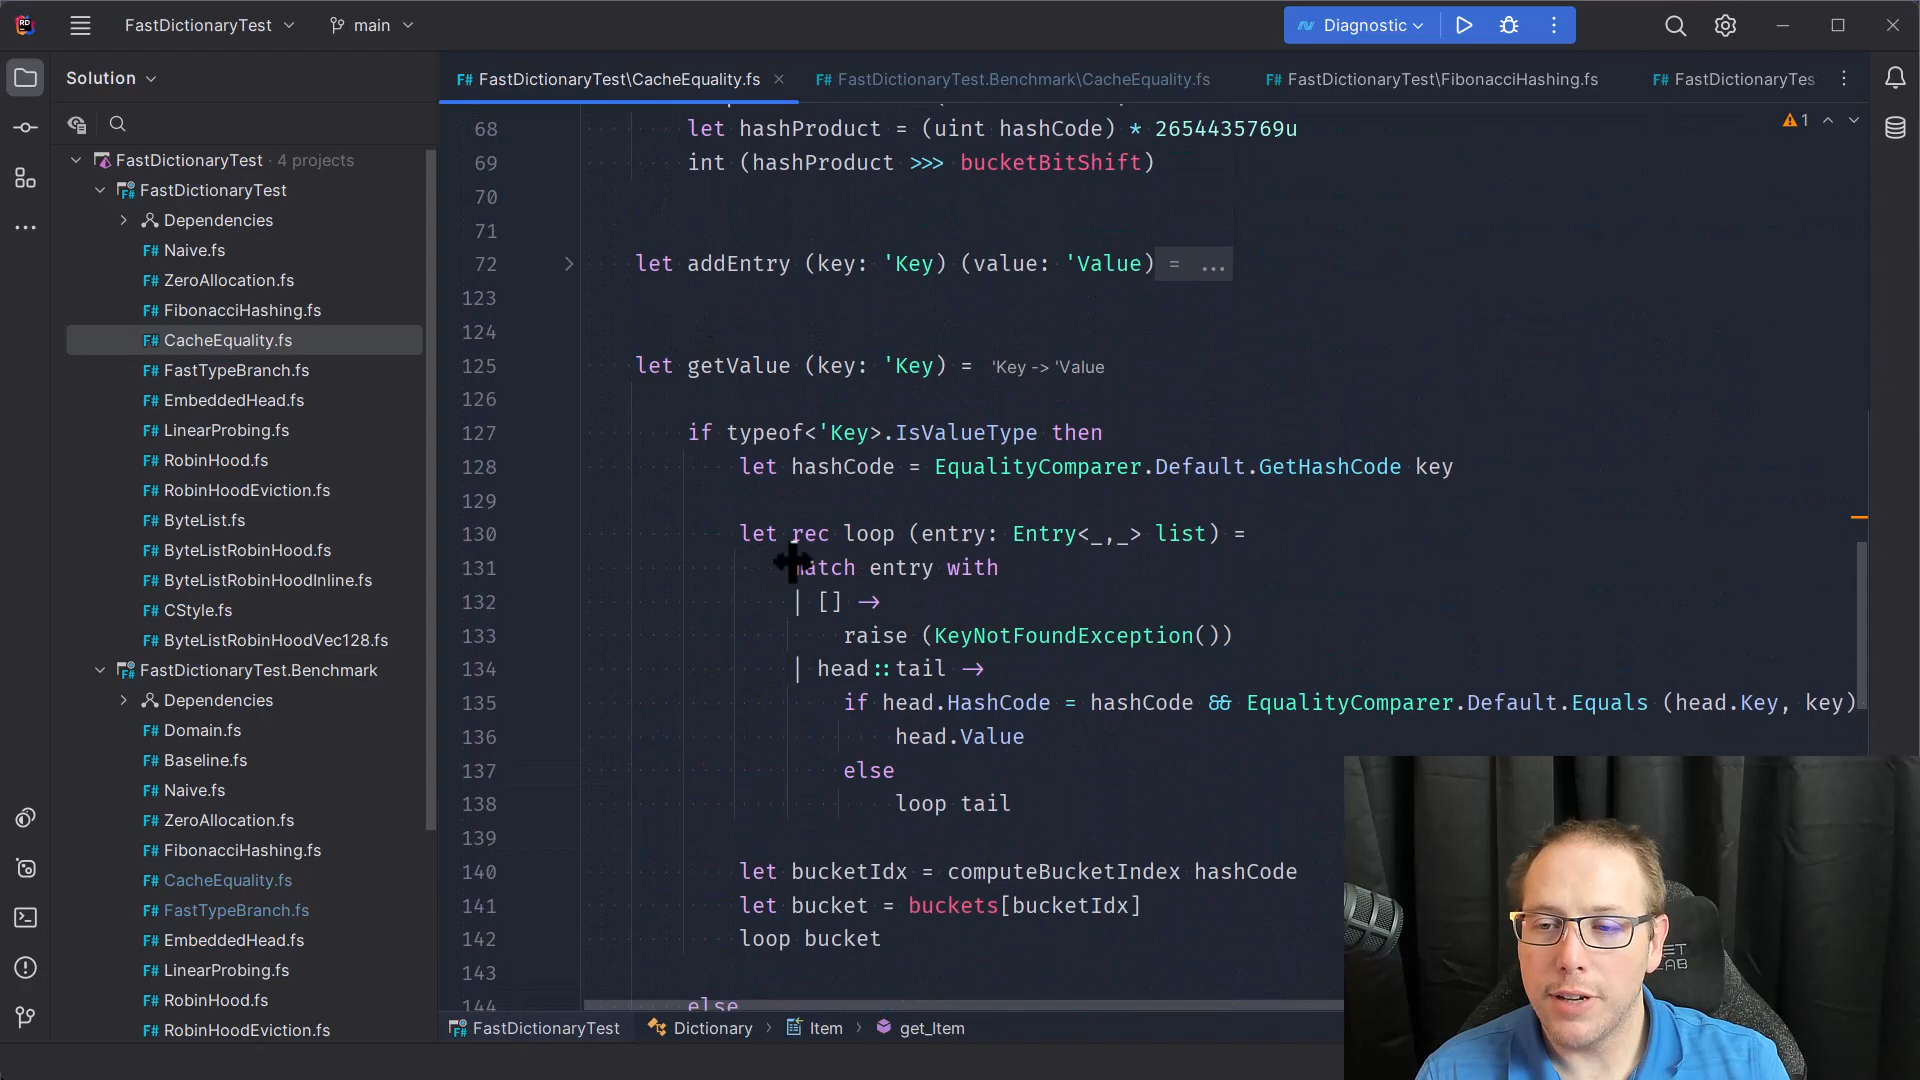 FastDictionaryTest
main
Diagnostic
Solution
FastDictionaryTest · 4 projects
FastDictionaryTest
Dependencies
F# Naive.fs
F# ZeroAllocation.fs
F# FibonacciHashing.fs
F# CacheEquality.fs
F# FastTypeBranch.fs
F# EmbeddedHead.fs
F# LinearProbing.fs
F# RobinHood.fs
F# RobinHoodEviction.fs
F# ByteList.fs
F# ByteListRobinHood.fs
F# ByteListRobinHoodInline.fs
F# CStyle.fs
F# ByteListRobinHoodVec128.fs
FastDictionaryTest.Benchmark
Dependencies
F# Domain.fs
F# Baseline.fs
F# Naive.fs
F# ZeroAllocation.fs
F# FibonacciHashing.fs
F# CacheEquality.fs
F# FastTypeBranch.fs
F# EmbeddedHead.fs
F# LinearProbing.fs
F# RobinHood.fs
F# RobinHoodEviction.fs
F# FastDictionaryTest\CacheEquality.fs
F# FastDictionaryTest.Benchmark\CacheEquality.fs
F# FastDictionaryTest\FibonacciHashing.fs
F# FastDictionaryTes
1
68 let hashProduct = (uint hashCode) * 2654435769u
69 int (hashProduct >>> bucketBitShift)
70
71
72 let addEntry (key: 'Key) (value: 'Value) = ...
123
124
125 let getValue (key: 'Key) = 'Key -> 'Value
126
127 if typeof<'Key>.IsValueType then
128 let hashCode = EqualityComparer.Default.GetHashCode key
129
130 let rec loop (entry: Entry<_,_> list) =
131 match entry with
132 | [] ->
133 raise (KeyNotFoundException())
134 | head::tail ->
135 if head.HashCode = hashCode && EqualityComparer.Default.Equals (head.Key, key)
136 head.Value
137 else
138 loop tail
139
140 let bucketIdx = computeBucketIndex hashCode
141 let bucket = buckets[bucketIdx]
142 loop bucket
143
144 else
FastDictionaryTest
Dictionary
Item
get_Item